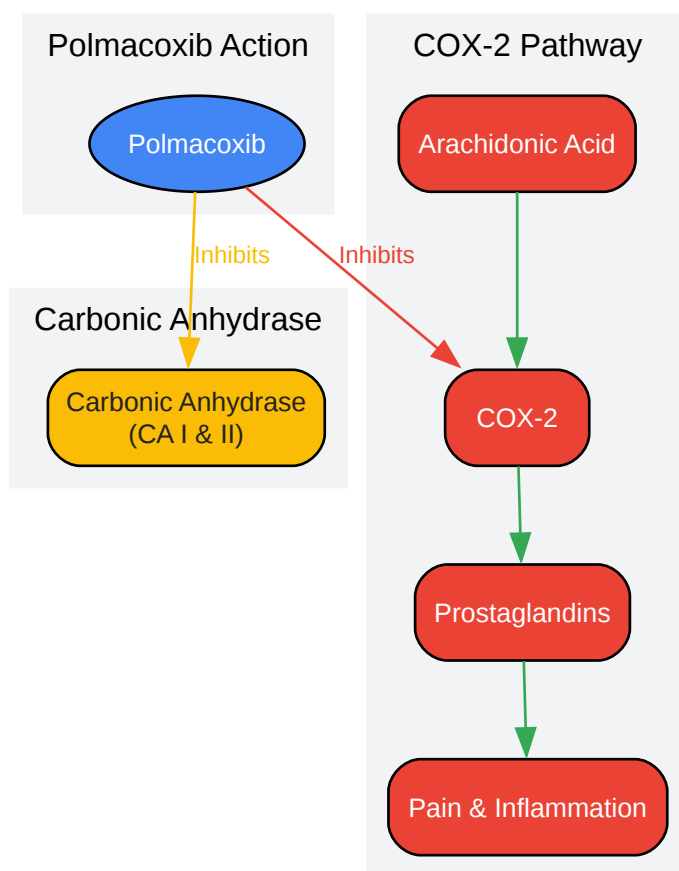 Polmacoxib Action
Polmacoxib
Inhibits
Inhibits
Carbonic Anhydrase
Carbonic Anhydrase
(CA I & II)
COX-2 Pathway
Arachidonic Acid
COX-2
Prostaglandins
Pain & Inflammation